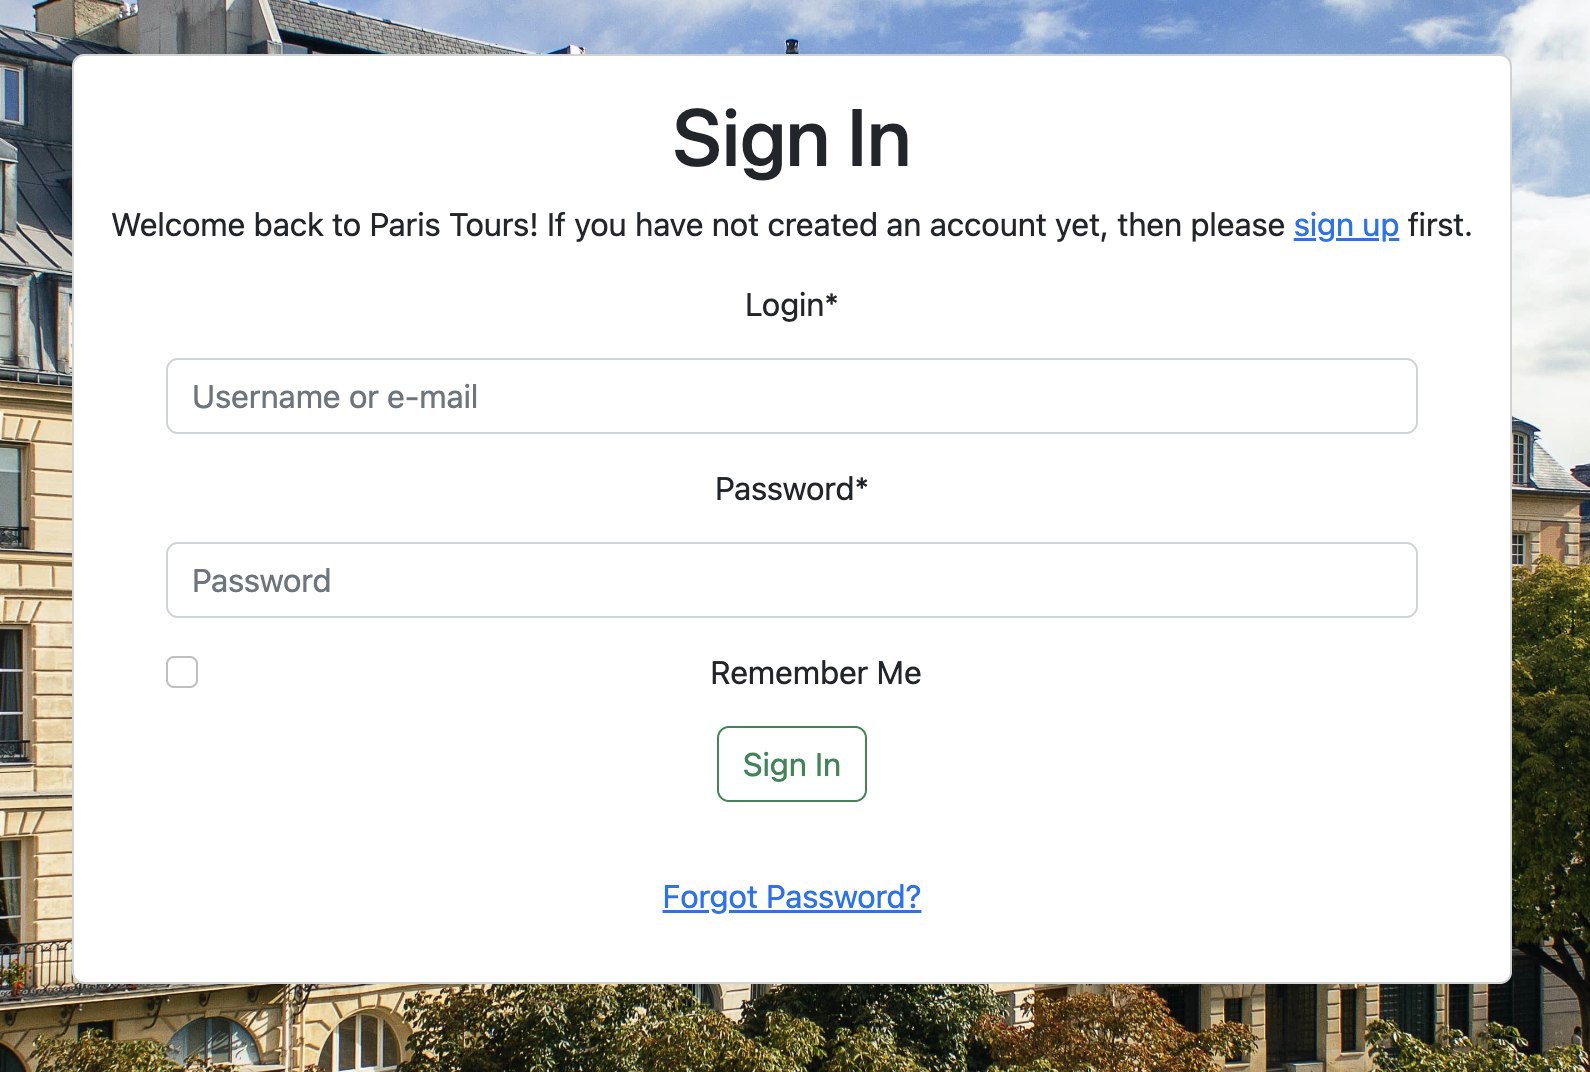 Sign In
Welcome back to Paris Tours! If you have not created an account yet, then please sign up first.
Login*
Username or e-mail
Password*
Password
Remember Me
Sign In
Forgot Password?